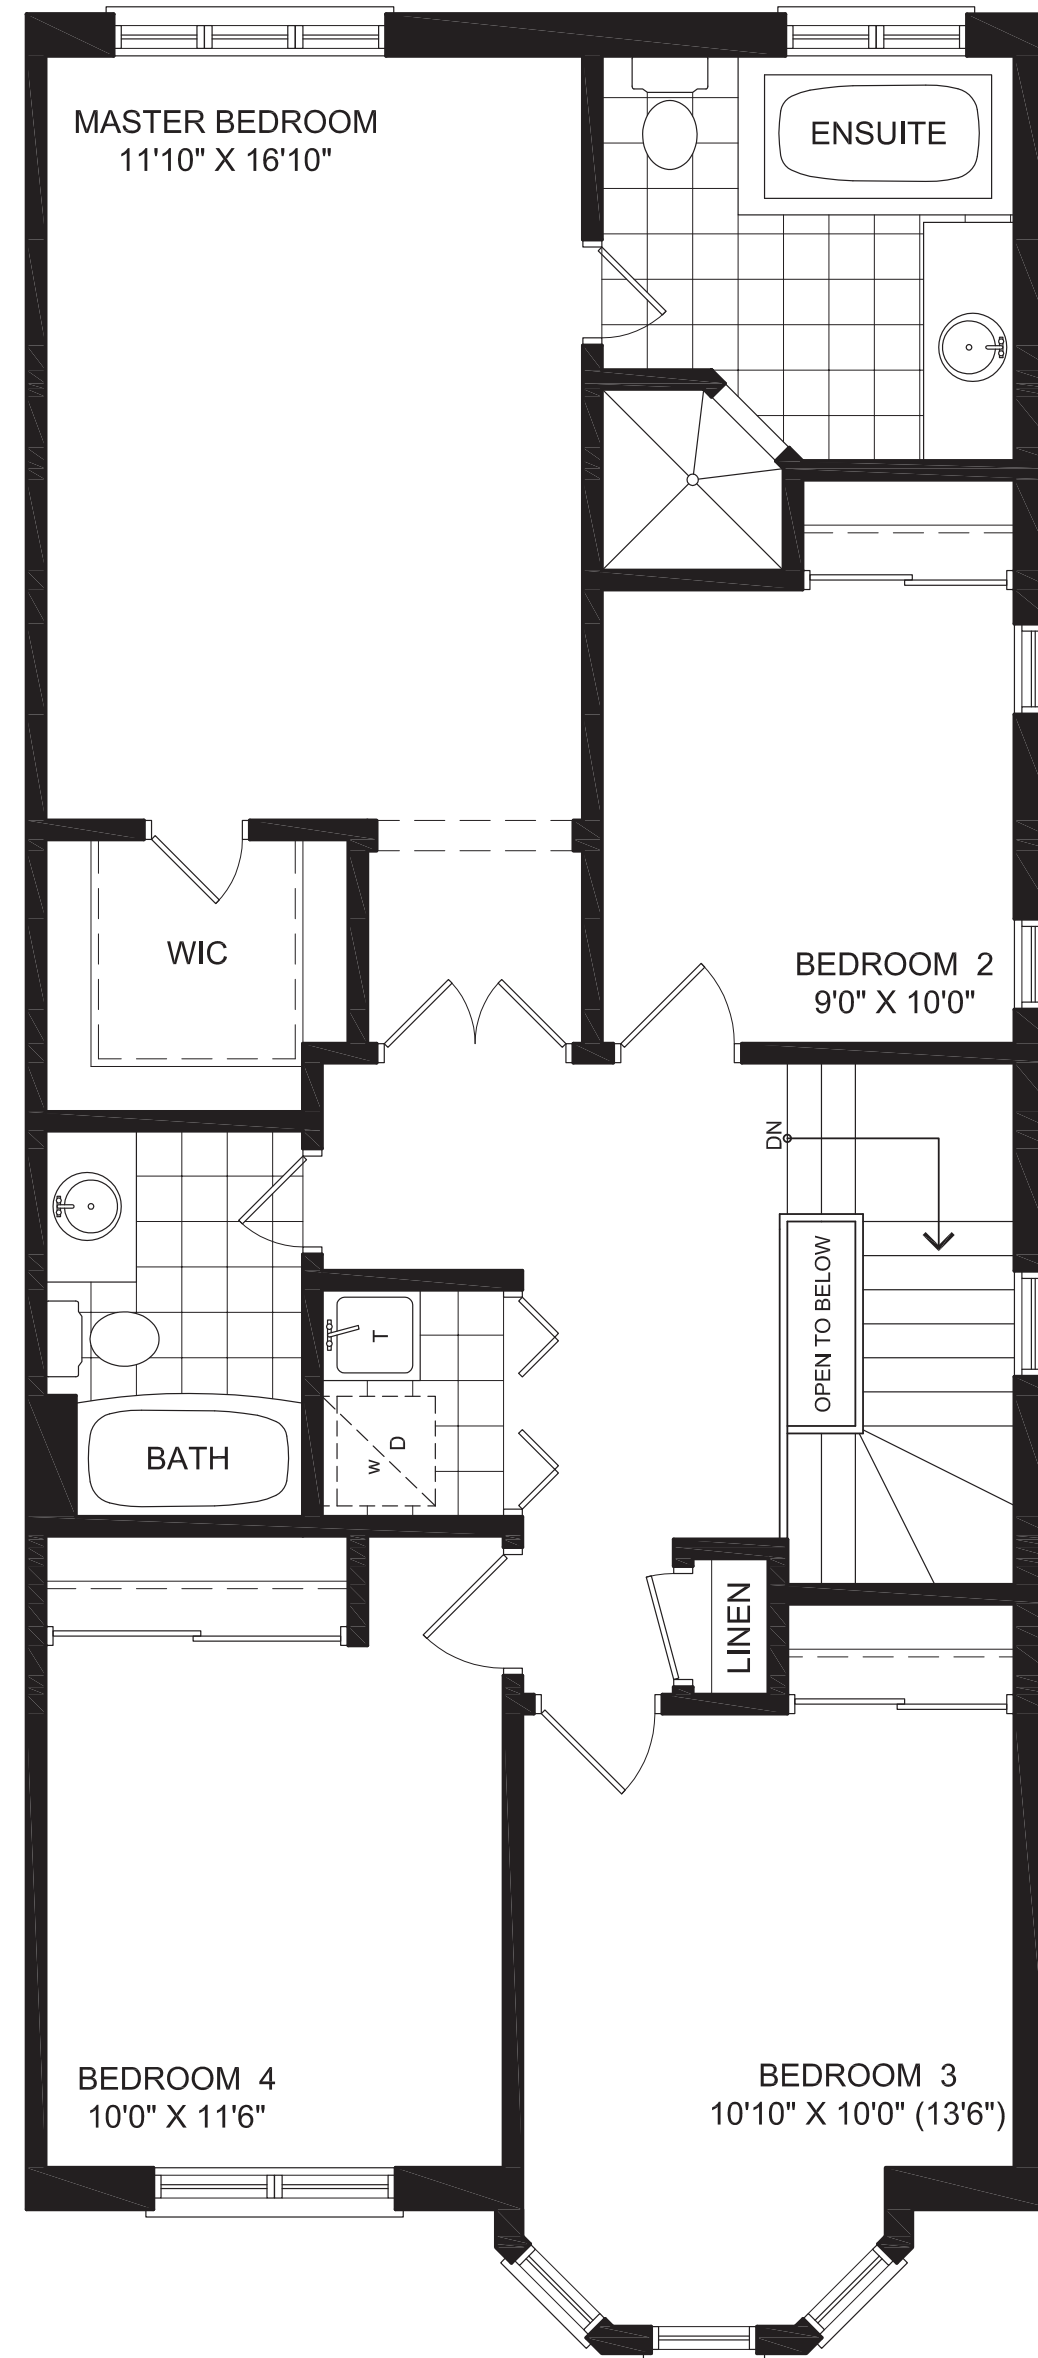 MASTER BEDROOM
11'10" X 16'10"
ENSUITE
WIC
BEDROOM 2
9'0" X 10'0"
DN
OPEN TO BELOW
T
BATH
W D
LINEN
BEDROOM 4
10'0" X 11'6"
BEDROOM 3
10'10" X 10'0" (13'6")